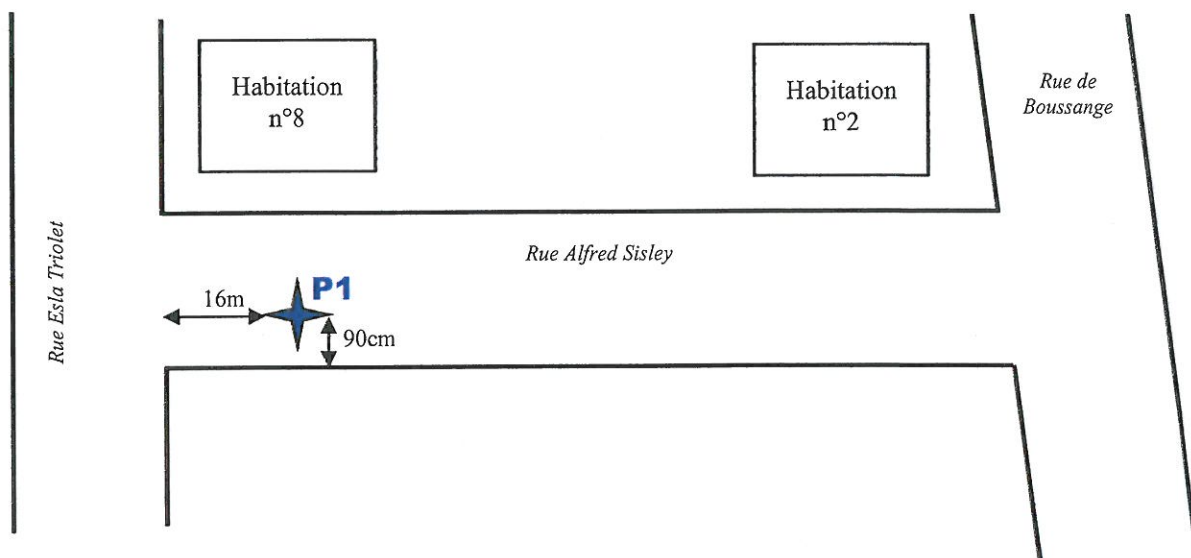 Habitation
n°8
Habitation
n°2
Rue de
Boussange
Rue Esla Triolet
Rue Alfred Sisley
P1
16m
90cm